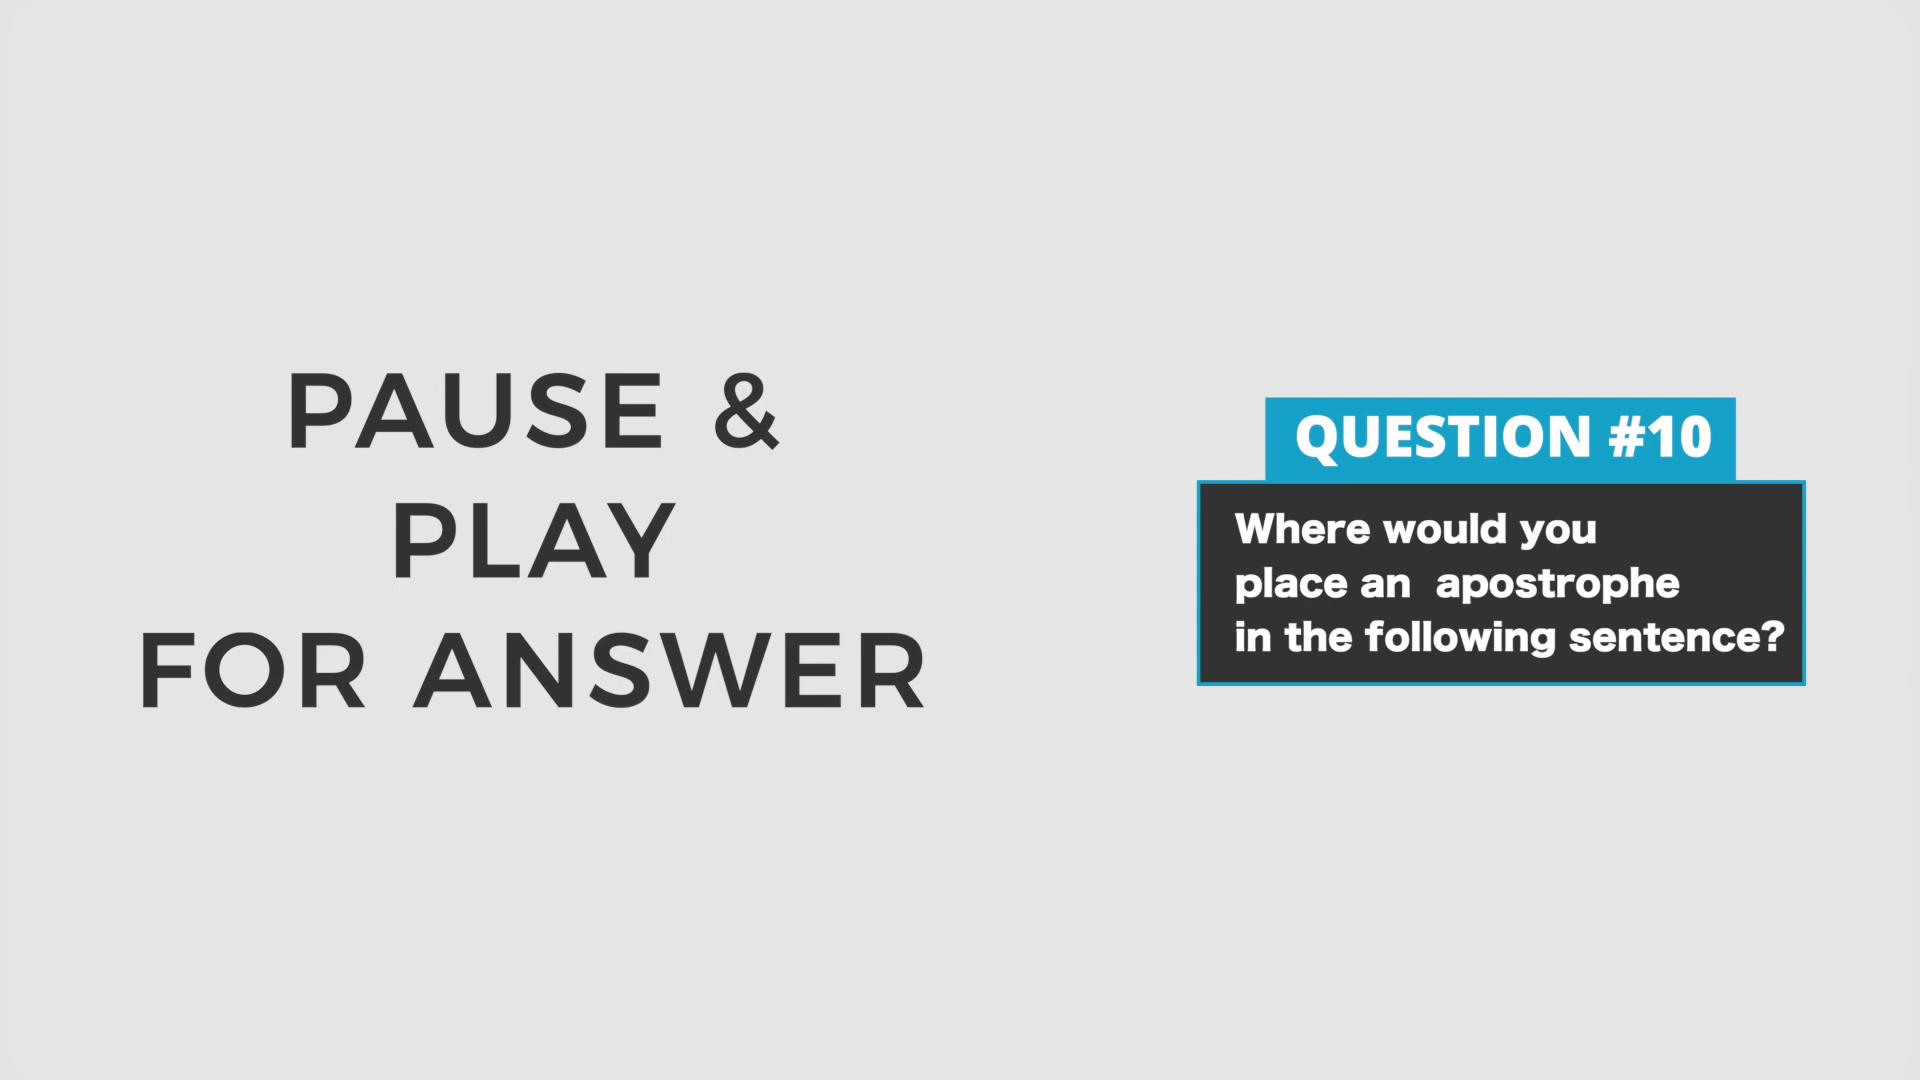 PAUSE &
PLAY
FOR ANSWER
QUESTION #10
Where would you
place an  apostrophe
in the following sentence?